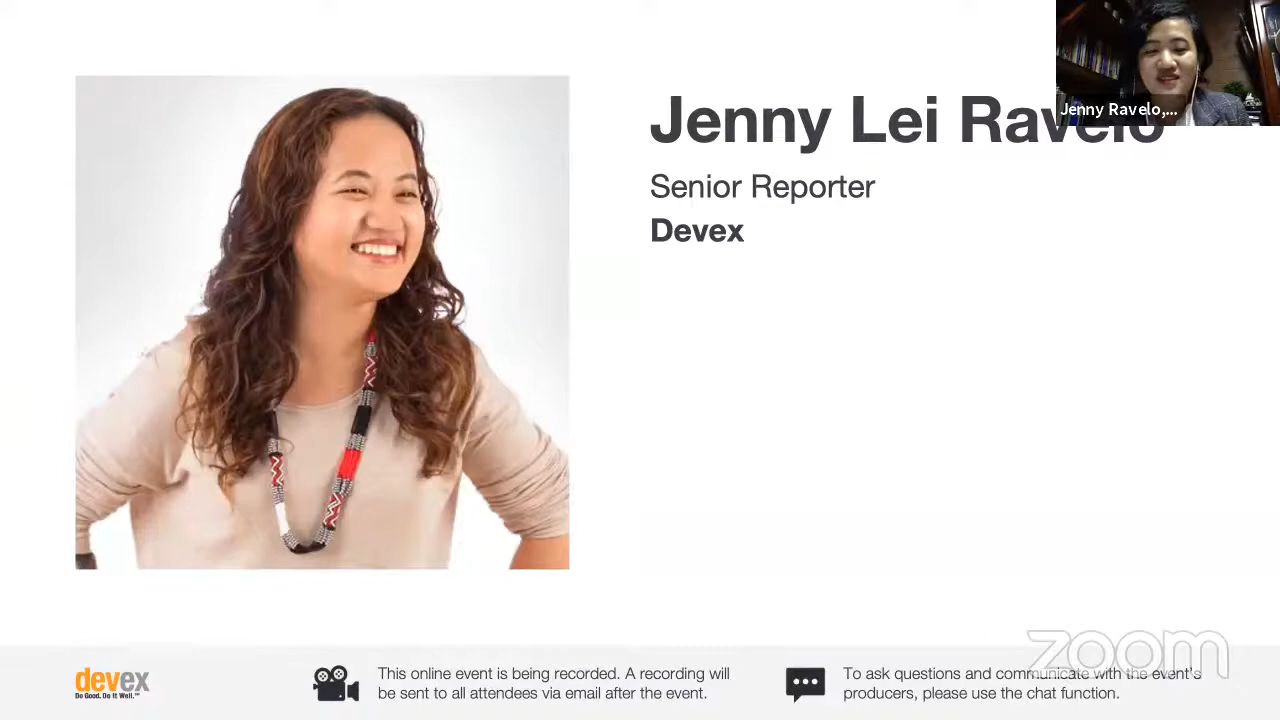 Jenny Lei Ravelo
Jenny Ravelo,...
Senior Reporter
Devex
zoom
devex
Do Good. Do It Well.™
This online event is being recorded. A recording will
be sent to all attendees via email after the event.
To ask questions and communicate with the event's
producers, please use the chat function.